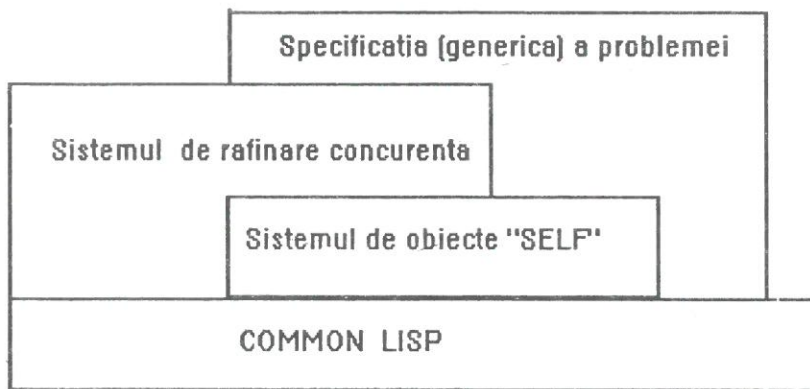 Specificatia (generica) a problemei
Sistemul de rafinare concurenta
Sistemul de obiecte "SELF"
COMMON LISP